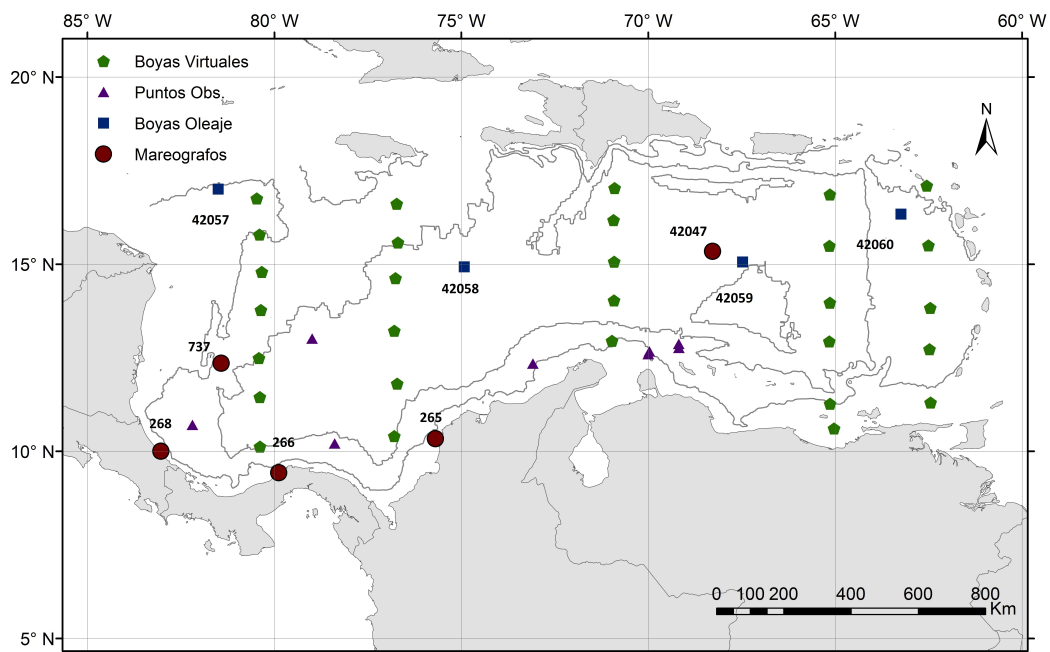 85° W 80° W 75° W 70° W 65° W 60° W
20° N
15° N
10° N
5° N
Boyas Virtuales
Puntos Obs.
Boyas Oleaje
Mareografos
N
42057
42058
42047
42059
42060
737
268
266
265
0 100 200 400 600 800
Km